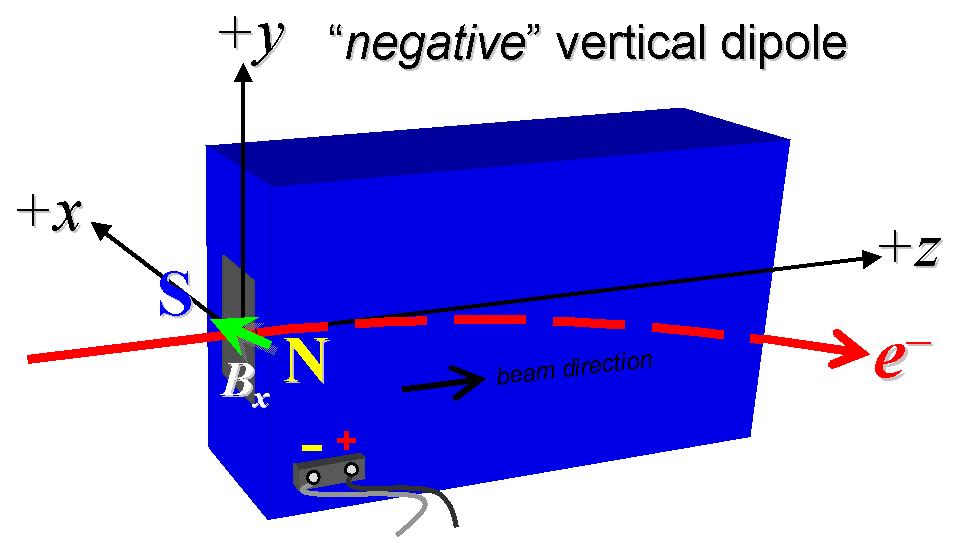 +y “negative” vertical dipole
+x
+z
S
N
e⁻
Bₓ
beam direction
– +